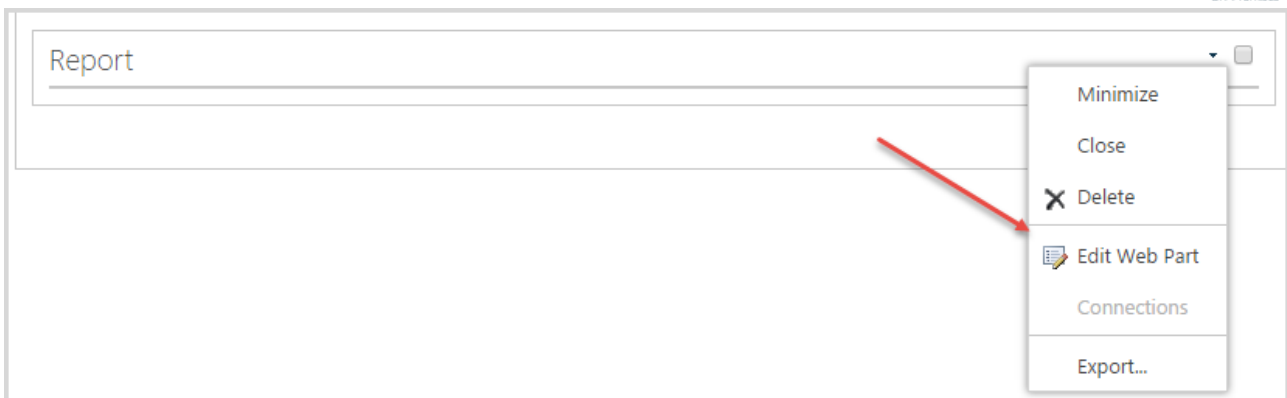 Report
Minimize
Close
Delete
Edit Web Part
Connections
Export...